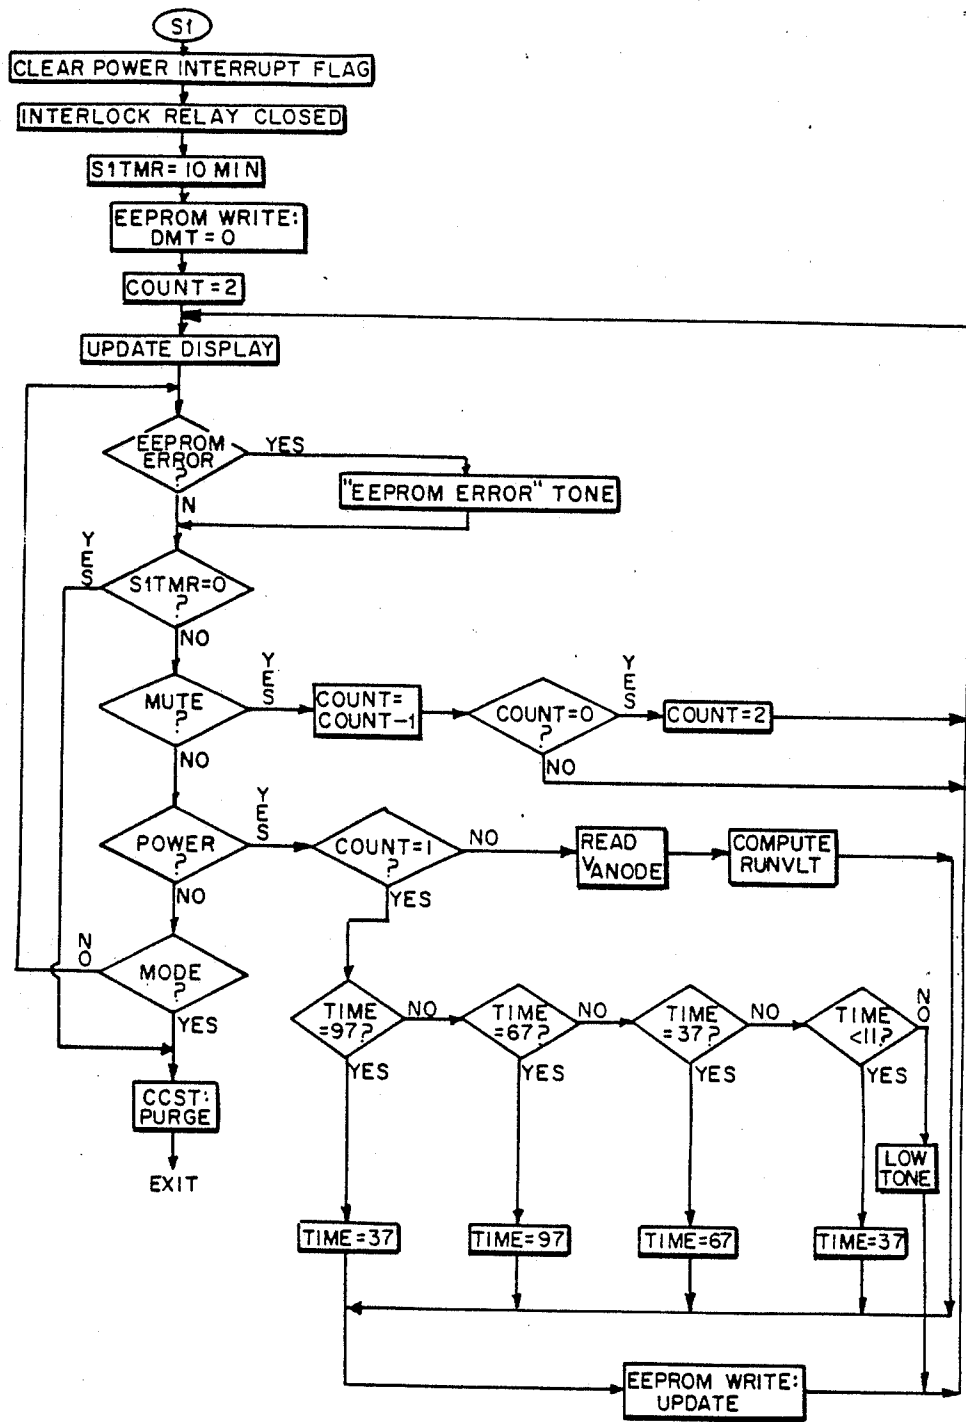 S1
CLEAR POWER INTERRUPT FLAG
INTERLOCK RELAY CLOSED
S1TMR=10 MIN
EEPROM WRITE:
DMT=0
COUNT=2
UPDATE DISPLAY
EEPROM
ERROR
?
YES
"EEPROM ERROR" TONE
N
YES
S1TMR=0
?
NO
MUTE
?
YES
COUNT=
COUNT-1
COUNT=0
?
YES
COUNT=2
NO
NO
POWER
?
YES
COUNT=1
?
NO
READ
VANODE
COMPUTE
RUNVLT
YES
NO
NO
MODE
?
YES
TIME
=97?
NO
TIME
=67?
NO
TIME
=37?
NO
TIME
<11?
NO
YES
YES
YES
YES
CCST:
PURGE
EXIT
LOW
TONE
TIME=37
TIME=97
TIME=67
TIME=37
EEPROM WRITE:
UPDATE